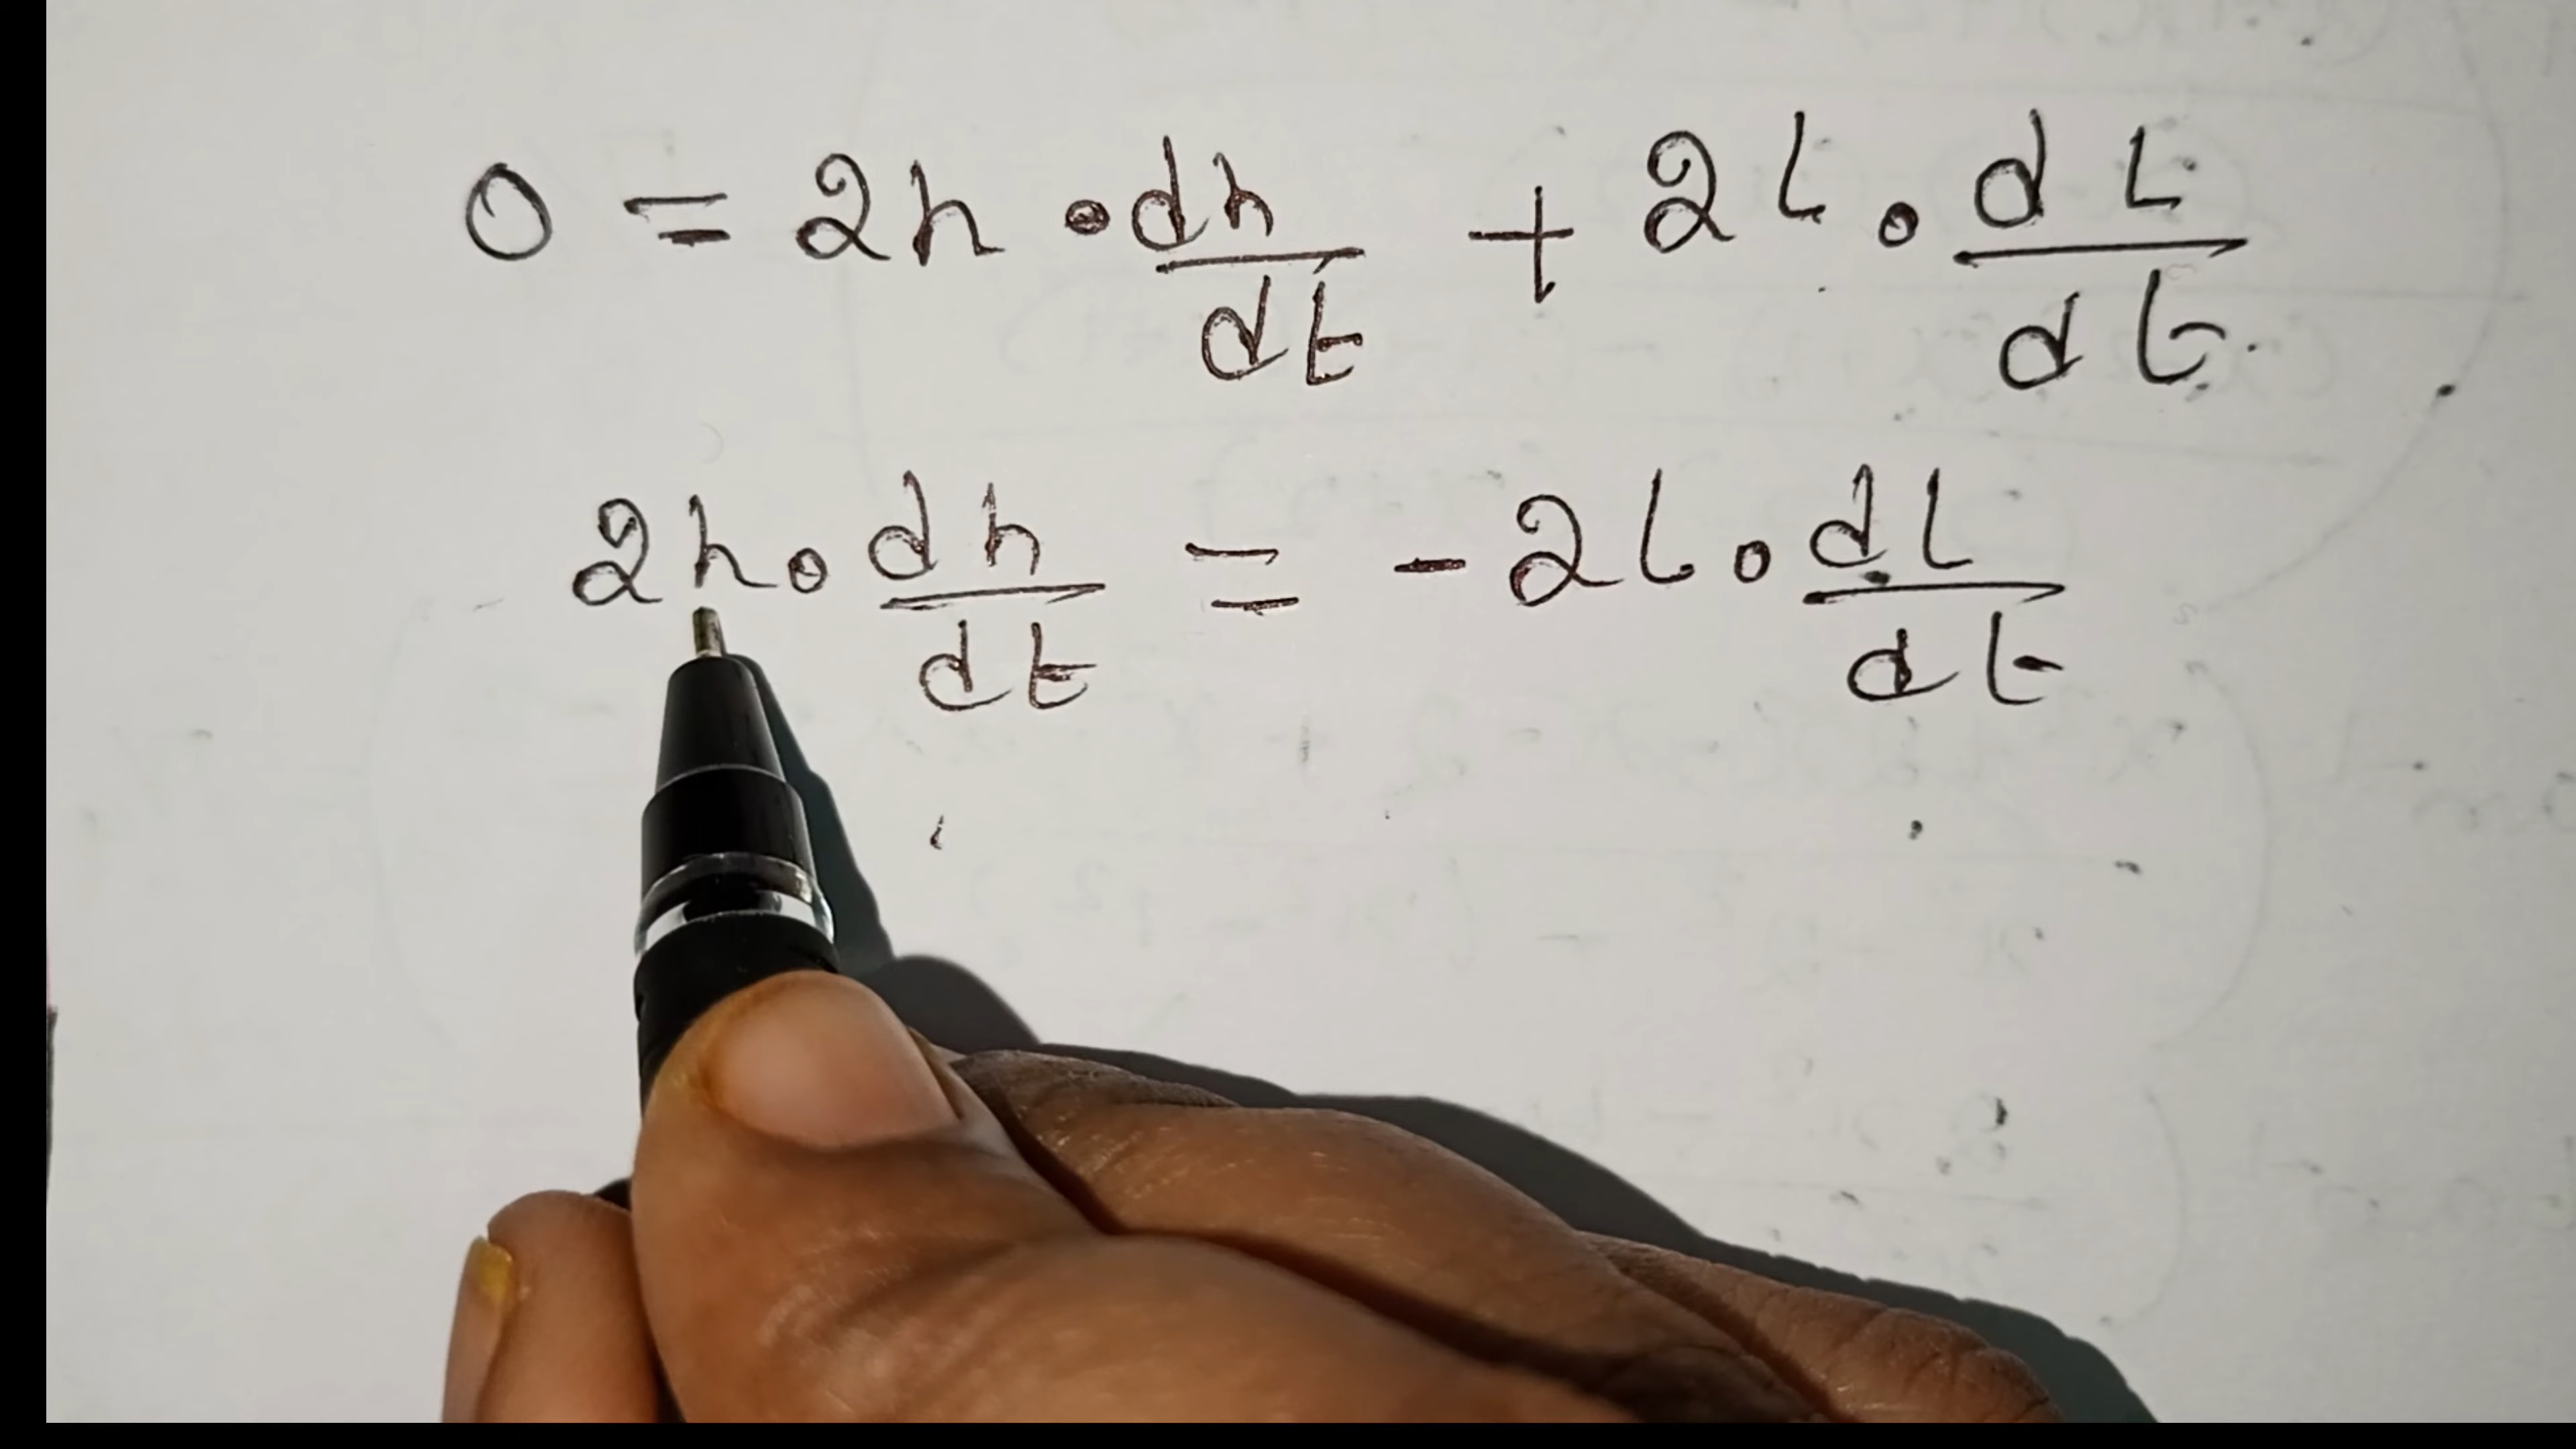 0 = 2h · dh/dt + 2l · dl/dt
2h · dh/dt = -2l · dl/dt